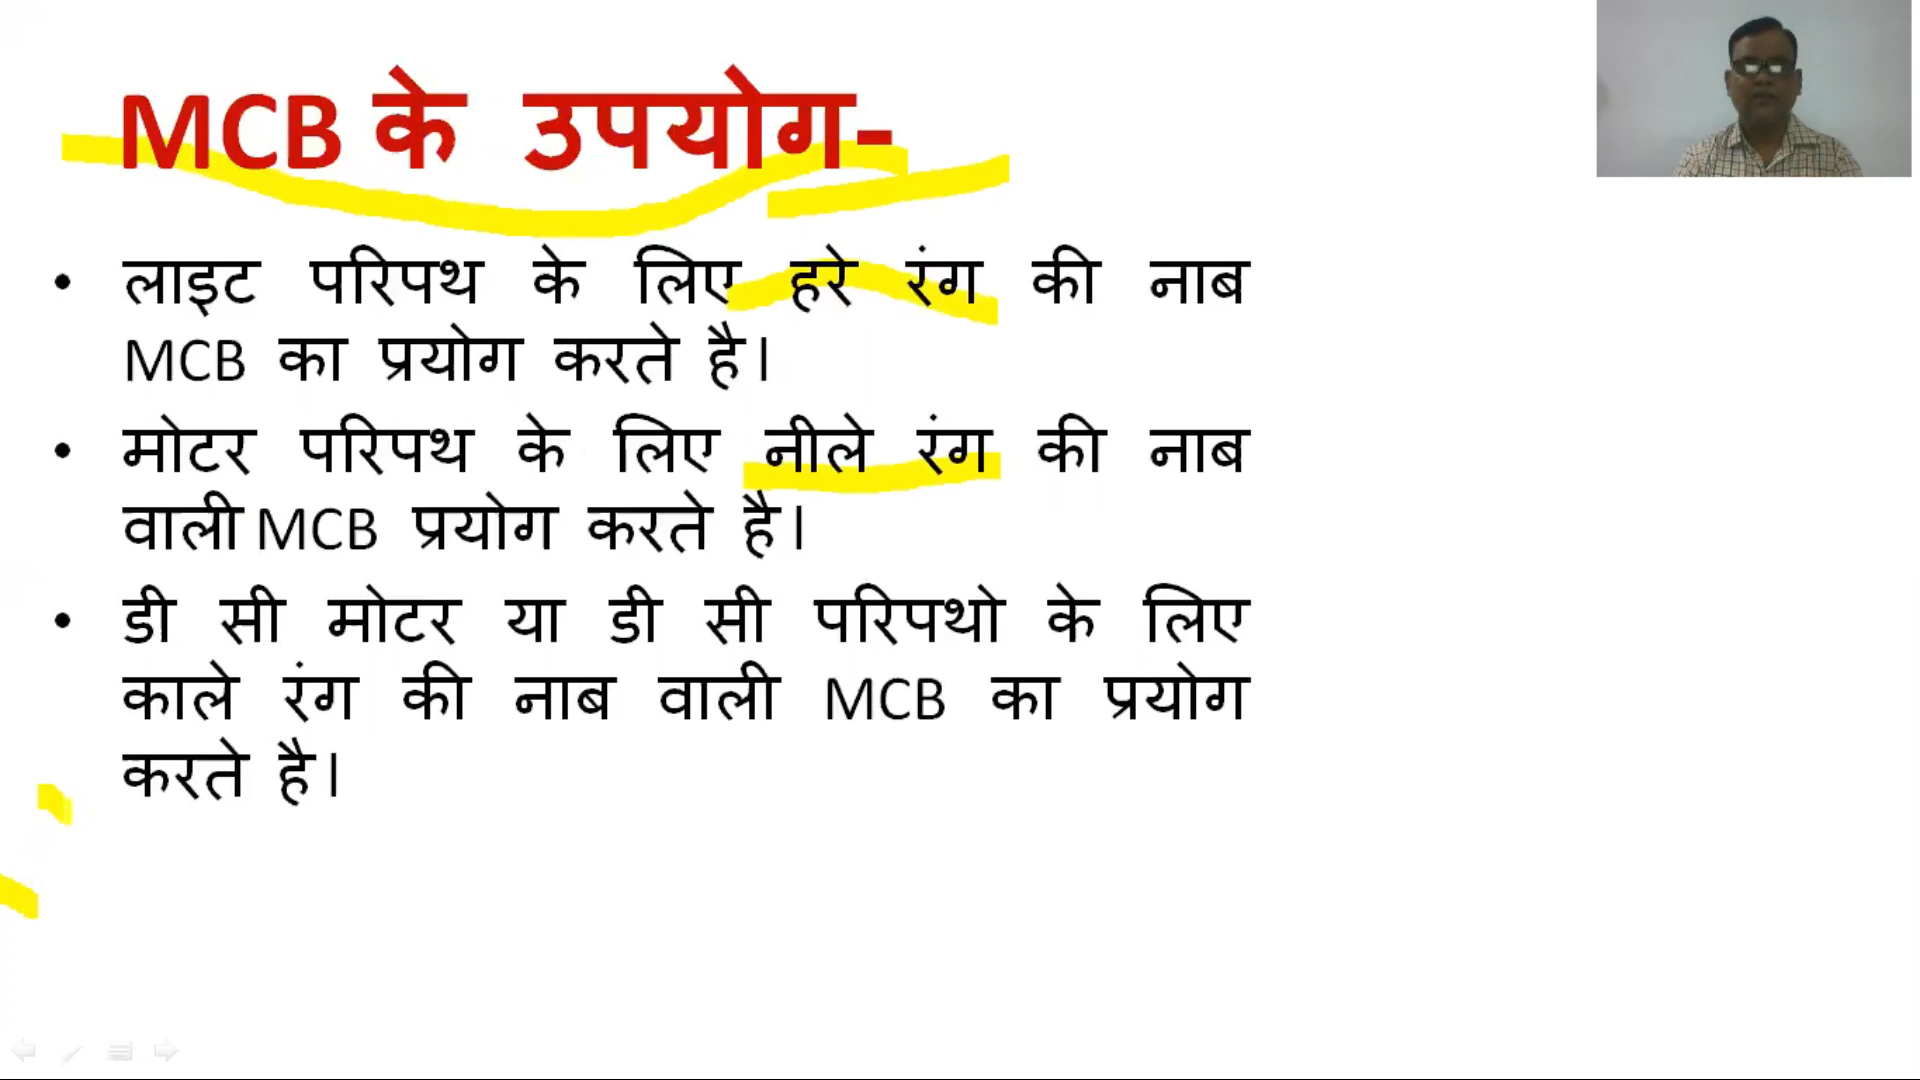 MCB के उपयोग-
• लाइट परिपथ के लिए हरे रंग की नाब
MCB का प्रयोग करते है।
• मोटर परिपथ के लिए नीले रंग की नाब
वाली MCB प्रयोग करते है।
• डी सी मोटर या डी सी परिपथो के लिए
काले रंग की नाब वाली MCB का प्रयोग
करते है।